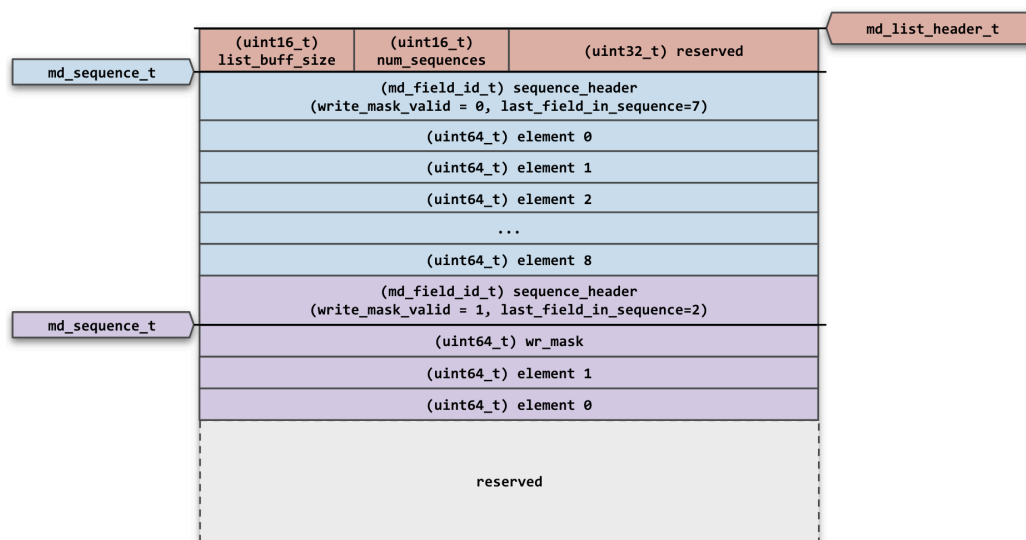 md_list_header_t
(uint16_t)
list_buff_size
(uint16_t)
num_sequences
(uint32_t) reserved
md_sequence_t
(md_field_id_t) sequence_header
(write_mask_valid = 0, last_field_in_sequence=7)
(uint64_t) element 0
(uint64_t) element 1
(uint64_t) element 2
...
(uint64_t) element 8
(md_field_id_t) sequence_header
(write_mask_valid = 1, last_field_in_sequence=2)
md_sequence_t
(uint64_t) wr_mask
(uint64_t) element 1
(uint64_t) element 0
reserved